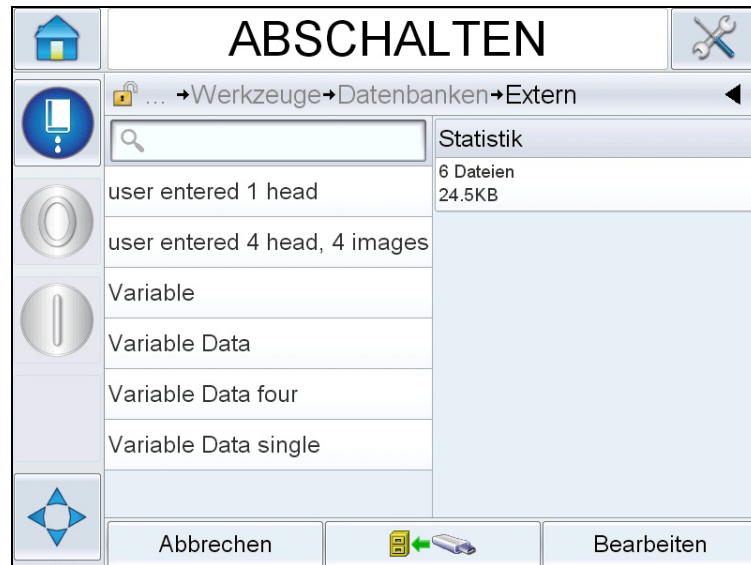 ABSCHALTEN
... →Werkzeuge→Datenbanken→Extern
Statistik
6 Dateien
24.5KB
user entered 1 head
user entered 4 head, 4 images
Variable
Variable Data
Variable Data four
Variable Data single
Abbrechen
Bearbeiten